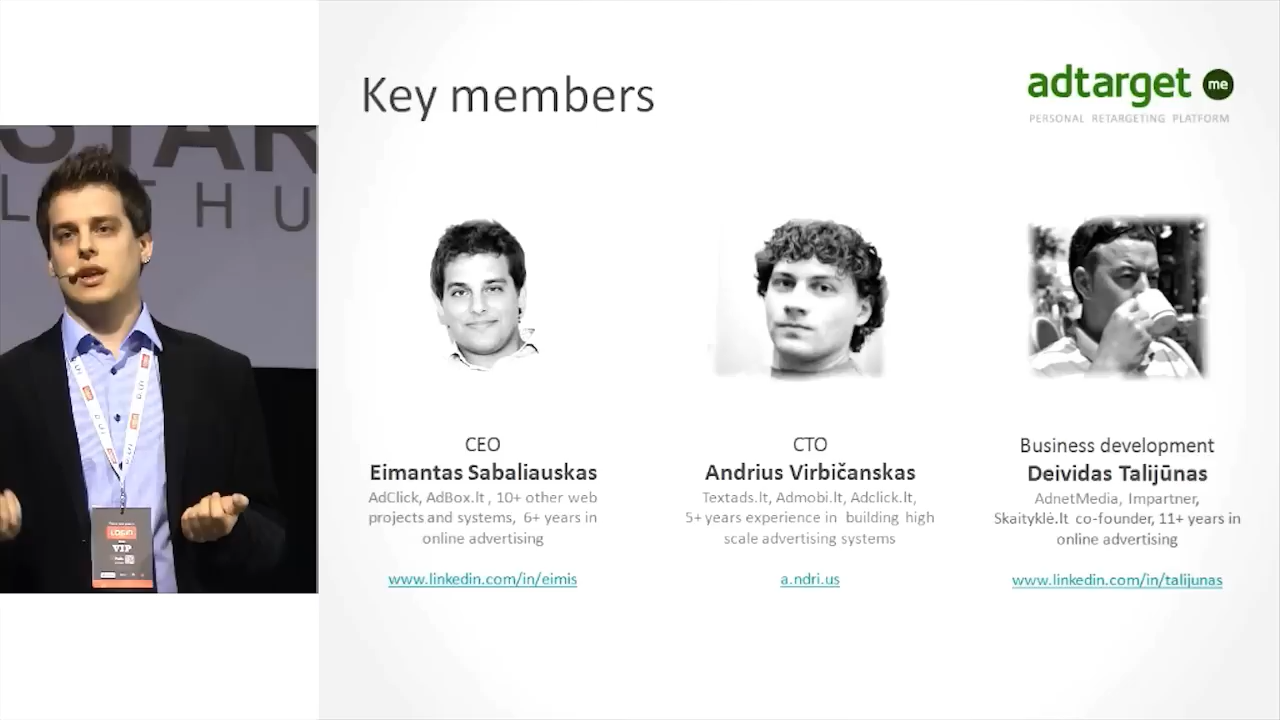 STAR
L T H U
LOGIN
VIP
Key members
adtarget me
PERSONAL RETARGETING PLATFORM
CEO
Eimantas Sabaliauskas
AdClick, AdBox.lt , 10+ other web
projects and systems, 6+ years in
online advertising
www.linkedin.com/in/eimis
CTO
Andrius Virbičanskas
Textads.lt, Admobi.lt, Adclick.lt,
5+ years experience in building high
scale advertising systems
a.ndri.us
Business development
Deividas Talijūnas
AdnetMedia, Impartner,
Skaityklė.lt co-founder, 11+ years in
online advertising
www.linkedin.com/in/talijunas